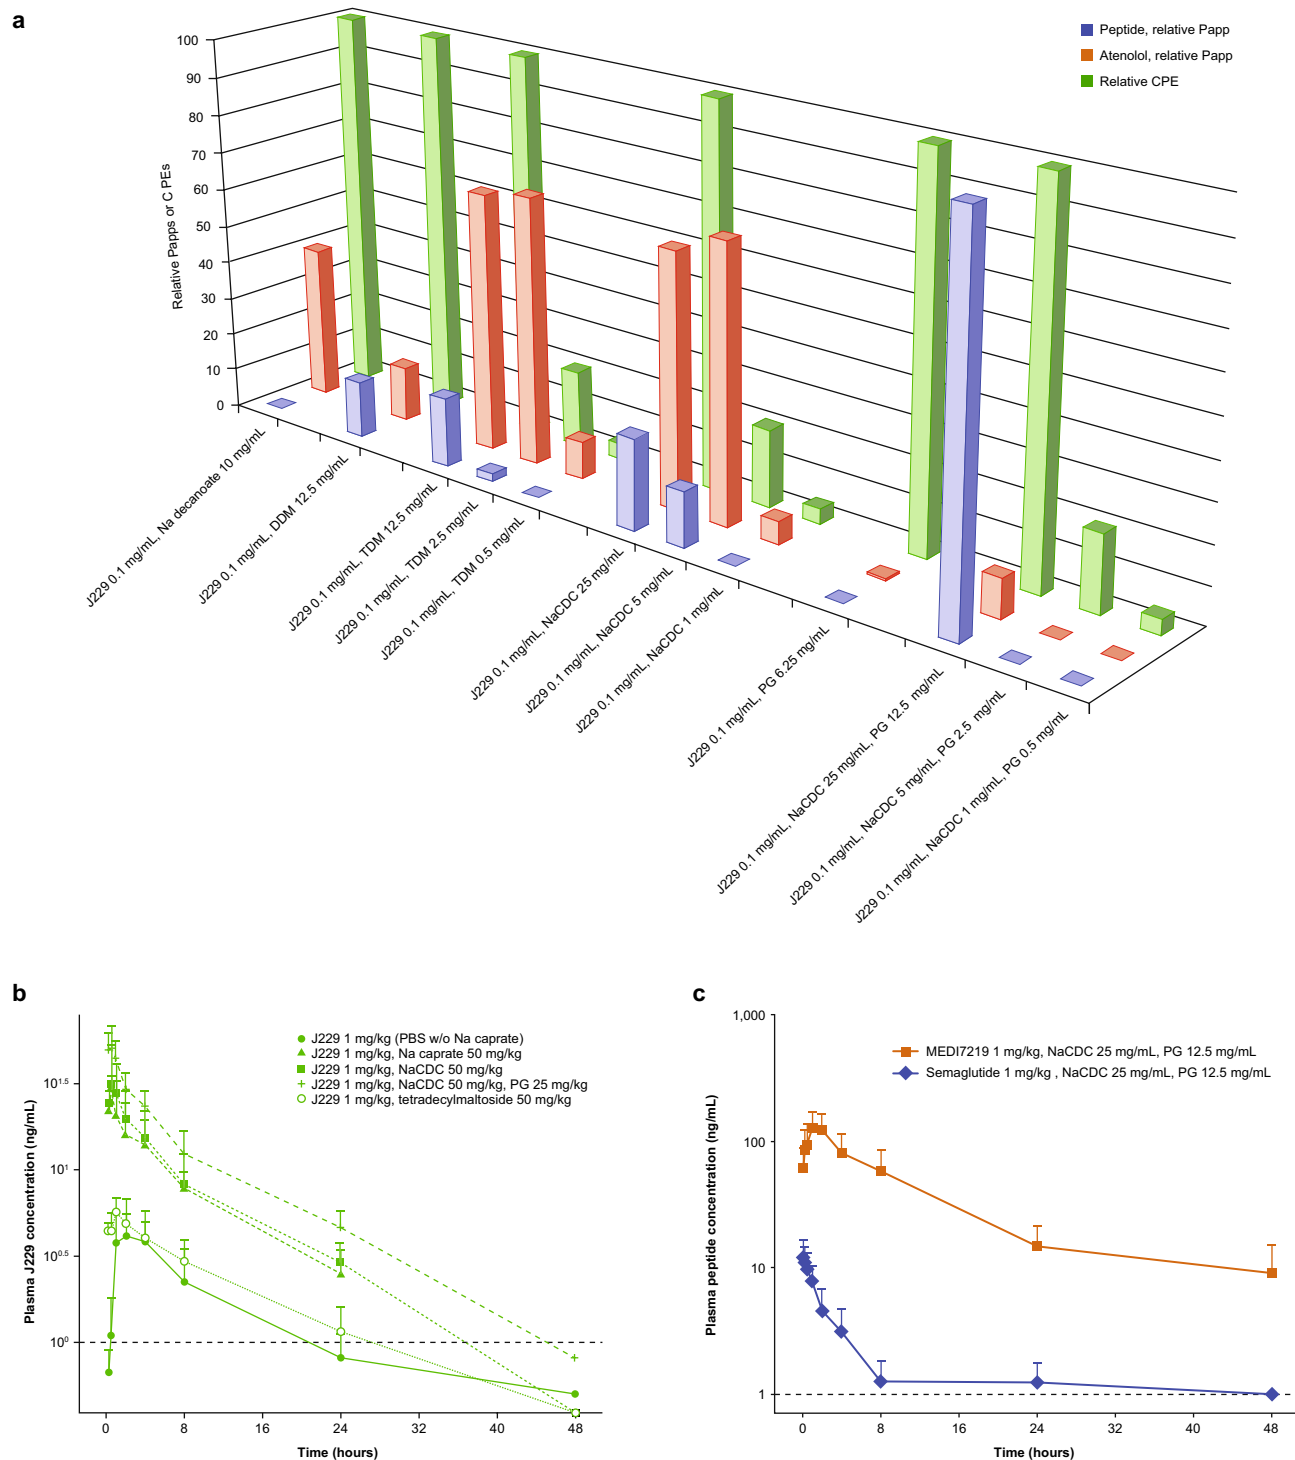 a
Peptide, relative Papp
Atenolol, relative Papp
Relative CPE
Relative Papps or C PEs
100
90
80
70
60
50
40
30
20
10
0
J229 0.1 mg/mL, Na decanoate 10 mg/mL
J229 0.1 mg/mL, DDM 12.5 mg/mL
J229 0.1 mg/mL, TDM 12.5 mg/mL
J229 0.1 mg/mL, TDM 2.5 mg/mL
J229 0.1 mg/mL, TDM 0.5 mg/mL
J229 0.1 mg/mL, NaCDC 25 mg/mL
J229 0.1 mg/mL, NaCDC 5 mg/mL
J229 0.1 mg/mL, NaCDC 1 mg/mL
J229 0.1 mg/mL, PG 6.25 mg/mL
J229 0.1 mg/mL, NaCDC 25 mg/mL, PG 12.5 mg/mL
J229 0.1 mg/mL, NaCDC 5 mg/mL, PG 2.5 mg/mL
J229 0.1 mg/mL, NaCDC 1 mg/mL, PG 0.5 mg/mL
b
J229 1 mg/kg (PBS w/o Na caprate)
J229 1 mg/kg, Na caprate 50 mg/kg
J229 1 mg/kg, NaCDC 50 mg/kg
J229 1 mg/kg, NaCDC 50 mg/kg, PG 25 mg/kg
J229 1 mg/kg, tetradecylmaltoside 50 mg/kg
Plasma J229 concentration (ng/mL)
10^1.5
10^1
10^0.5
10^0
0 8 16 24 32 40 48
Time (hours)
c
MEDI7219 1 mg/kg, NaCDC 25 mg/mL, PG 12.5 mg/mL
Semaglutide 1 mg/kg , NaCDC 25 mg/mL, PG 12.5 mg/mL
Plasma peptide concentration (ng/mL)
1,000
100
10
1
0 8 16 24 32 40 48
Time (hours)